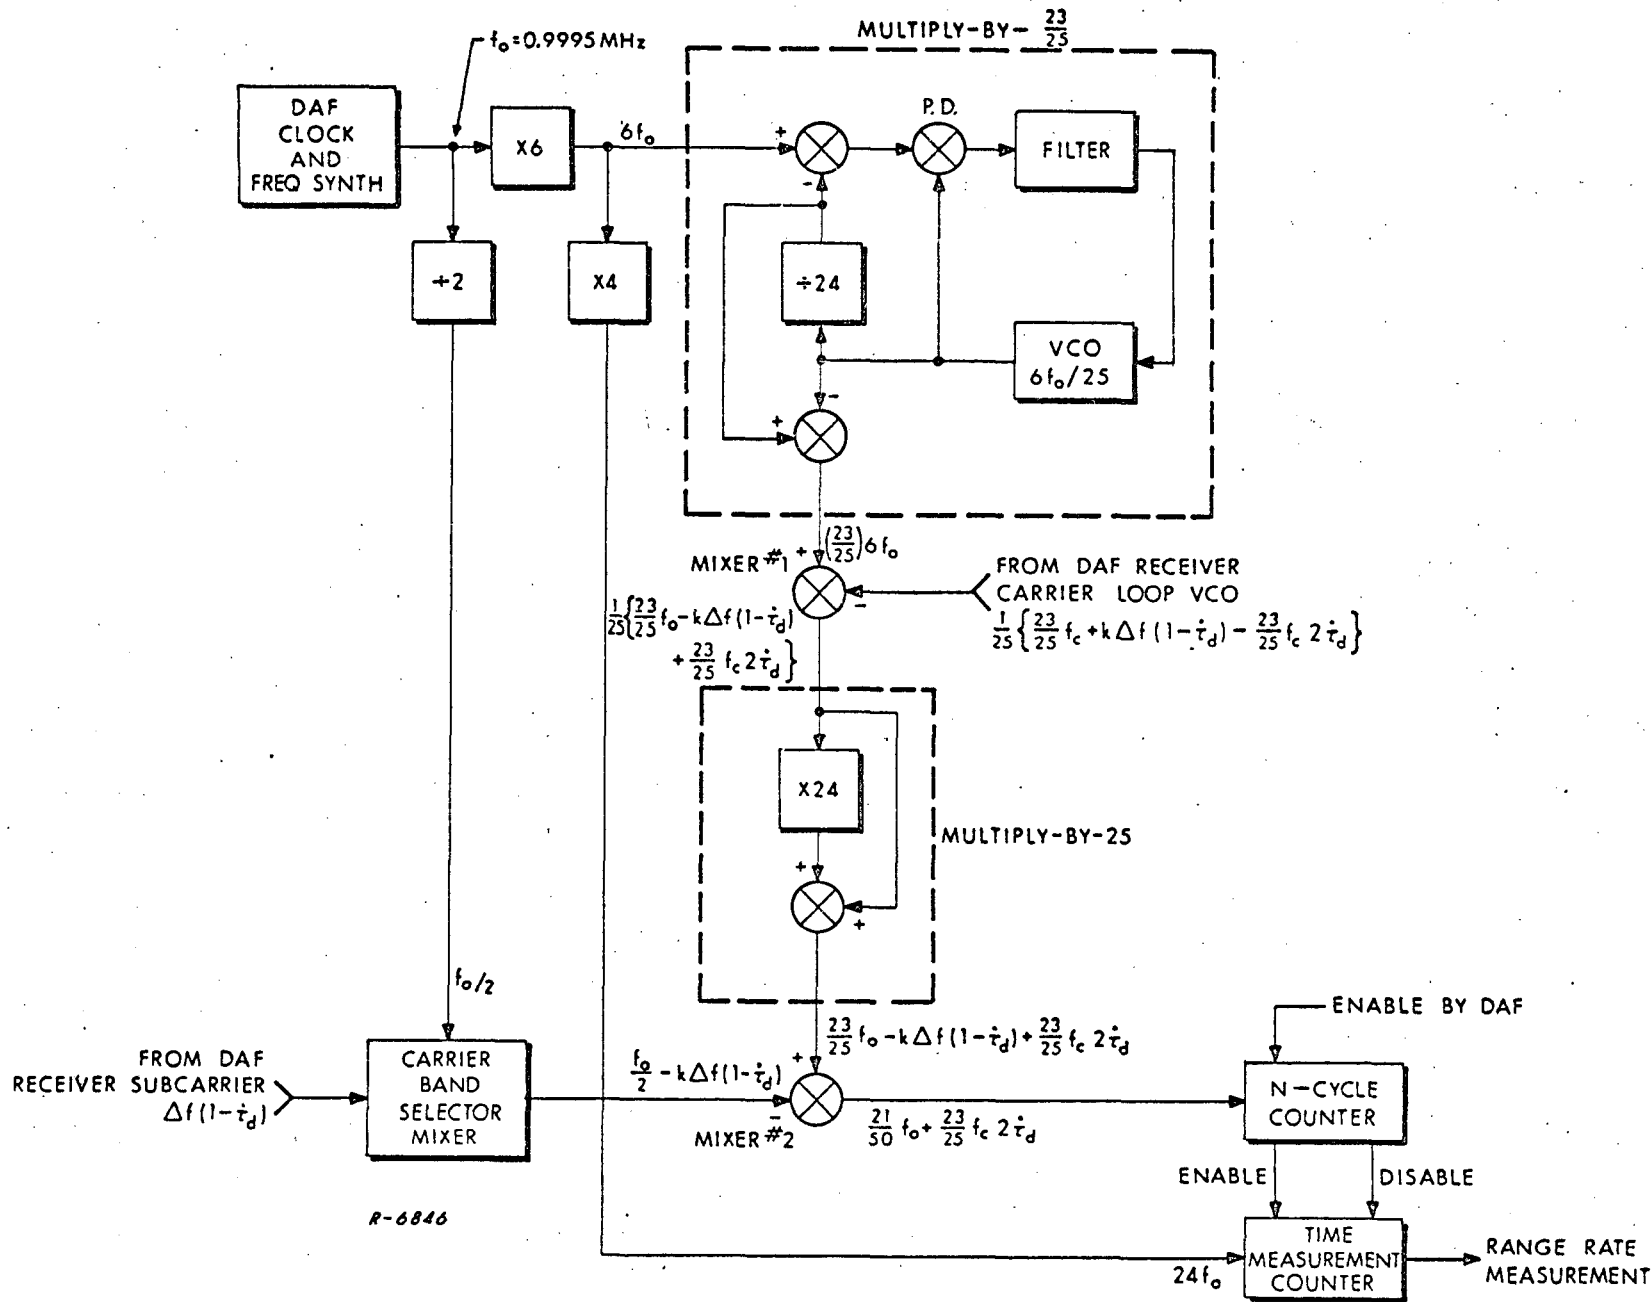 MULTIPLY-BY- 23/25
f₀=0.9995MHz
DAF
CLOCK
AND
FREQ SYNTH
X6
6f₀
+
-
P.D.
FILTER
÷2
X4
÷24
VCO
6f₀/25
-
+
(23/25)6f₀
MIXER #1
+
-
FROM DAF RECEIVER
CARRIER LOOP VCO
1/25{23/25 f_c + kΔf (1-τ̇_d) - 23/25 f_c 2τ̇_d}
1/25{23/25 f₀ - kΔf(1-τ̇_d)
+ 23/25 f_c 2τ̇_d}
X24
MULTIPLY-BY-25
+
+
f₀/2
23/25 f₀ - kΔf(1-τ̇_d) + 23/25 f_c 2τ̇_d
ENABLE BY DAF
FROM DAF
RECEIVER SUBCARRIER
Δf(1-τ̇_d)
CARRIER
BAND
SELECTOR
MIXER
f₀/2 - kΔf(1-τ̇_d)
+
-
MIXER #2
21/50 f₀ + 23/25 f_c 2τ̇_d
N-CYCLE
COUNTER
ENABLE
DISABLE
R-6846
24f₀
TIME
MEASUREMENT
COUNTER
RANGE RATE
MEASUREMENT